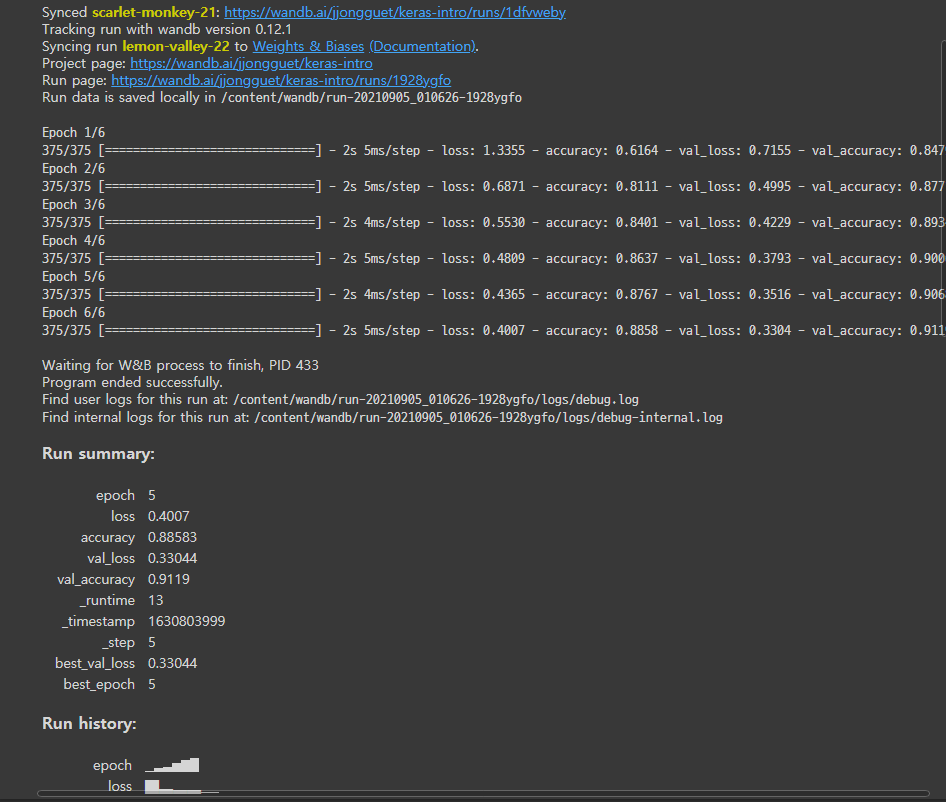 Synced scarlet-monkey-21: https://wandb.ai/jjongguet/keras-intro/runs/1dfvweby
Tracking run with wandb version 0.12.1
Syncing run lemon-valley-22 to Weights & Biases (Documentation).
Project page: https://wandb.ai/jjongguet/keras-intro
Run page: https://wandb.ai/jjongguet/keras-intro/runs/1928ygfo
Run data is saved locally in /content/wandb/run-20210905_010626-1928ygfo
Epoch 1/6
375/375 [==============================] - 2s 5ms/step - loss: 1.3355 - accuracy: 0.6164 - val_loss: 0.7155 - val_accuracy: 0.847
Epoch 2/6
375/375 [==============================] - 2s 5ms/step - loss: 0.6871 - accuracy: 0.8111 - val_loss: 0.4995 - val_accuracy: 0.877
Epoch 3/6
375/375 [==============================] - 2s 4ms/step - loss: 0.5530 - accuracy: 0.8401 - val_loss: 0.4229 - val_accuracy: 0.893
Epoch 4/6
375/375 [==============================] - 2s 5ms/step - loss: 0.4809 - accuracy: 0.8637 - val_loss: 0.3793 - val_accuracy: 0.900
Epoch 5/6
375/375 [==============================] - 2s 4ms/step - loss: 0.4365 - accuracy: 0.8767 - val_loss: 0.3516 - val_accuracy: 0.906
Epoch 6/6
375/375 [==============================] - 2s 5ms/step - loss: 0.4007 - accuracy: 0.8858 - val_loss: 0.3304 - val_accuracy: 0.911
Waiting for W&B process to finish, PID 433
Program ended successfully.
Find user logs for this run at: /content/wandb/run-20210905_010626-1928ygfo/logs/debug.log
Find internal logs for this run at: /content/wandb/run-20210905_010626-1928ygfo/logs/debug-internal.log
Run summary:
epoch 5
loss 0.4007
accuracy 0.88583
val_loss 0.33044
val_accuracy 0.9119
_runtime 13
_timestamp 1630803999
_step 5
best_val_loss 0.33044
best_epoch 5
Run history:
epoch
loss